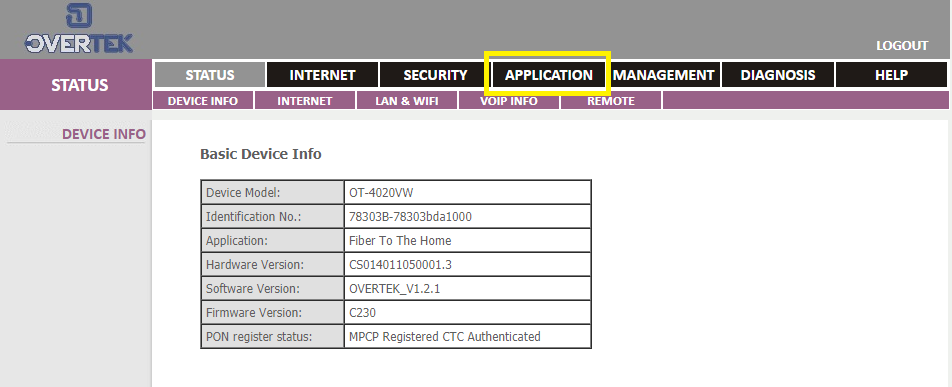 OVERTEK
LOGOUT
STATUS
STATUS INTERNET SECURITY APPLICATION MANAGEMENT DIAGNOSIS HELP
DEVICE INFO INTERNET LAN & WIFI VOIP INFO REMOTE
DEVICE INFO
Basic Device Info
Device Model: OT-4020VW
Identification No.: 78303B-78303bda1000
Application: Fiber To The Home
Hardware Version: CS014011050001.3
Software Version: OVERTEK_V1.2.1
Firmware Version: C230
PON register status: MPCP Registered CTC Authenticated